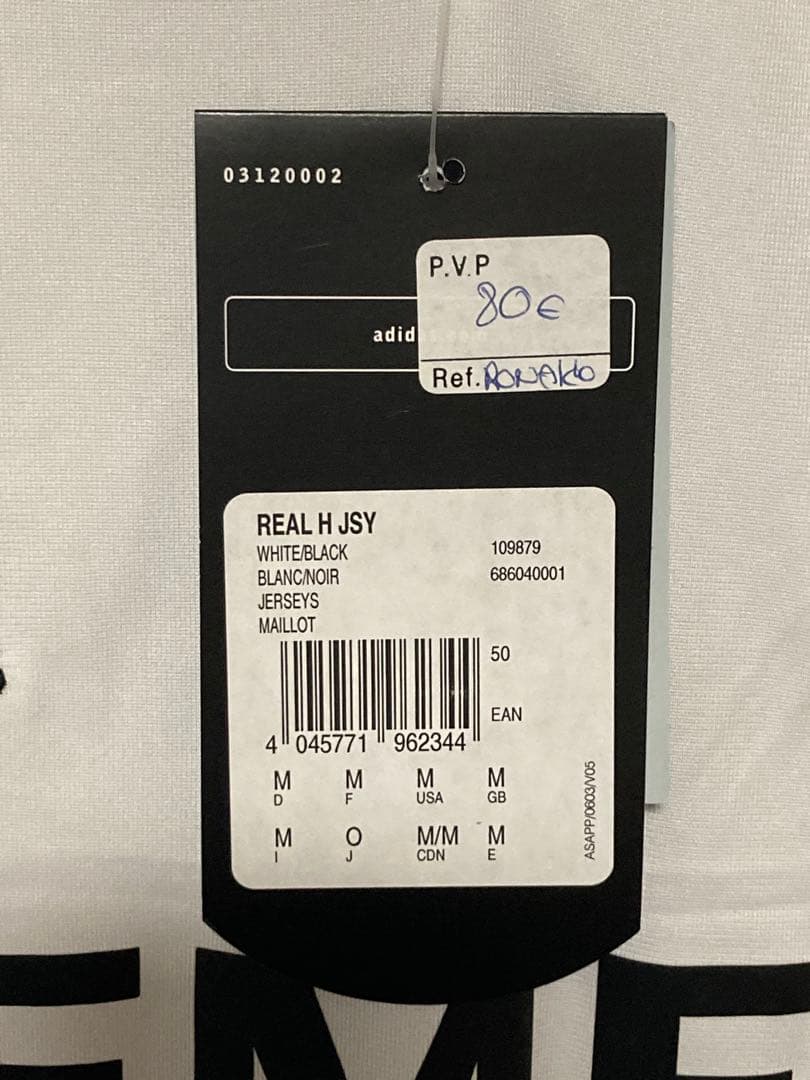 03120002
P.V.P
80€
adid
Ref. RONALDO
REAL H JSY
WHITE/BLACK
109879
BLANC/NOIR
686040001
JERSEYS
MAILLOT
50
EAN
4 045771 962344
M M M M
D F USA GB
M O M/M M
I J CDN E
ASAPP/0603/V05